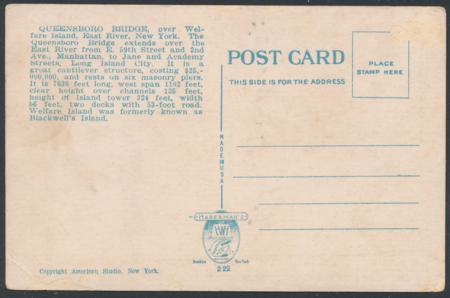 QUEENSBORO BRIDGE, over Wel-
fare Island, East River, New York. The
Queensboro Bridge extends over the
East River from E. 59th Street and 2nd
Ave., Manhattan, to Jane and Academy
Streets, Long Island City. It is a
great cantilever structure, costing $25,-
000,000, and rests on six masonry piers.
It is 7636 feet long, west span 1182 feet,
clear height over channels 135 feet,
height of Island tower 324 feet, width
86 feet, two decks with 53-foot road.
Welfare Island was formerly known as
Blackwell's Island.
POST CARD
THIS SIDE IS FOR THE ADDRESS
PLACE
STAMP HERE
MADE USA
HABERMAN'S
Brooklyn New York
222
Copyright American Studio, New York.